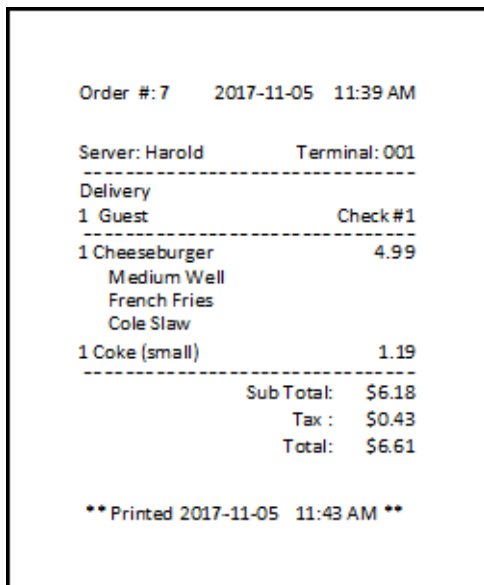 Order #: 7 2017-11-05 11:39 AM
Server: Harold Terminal: 001
--------------------------------
Delivery
1 Guest Check #1
--------------------------------
1 Cheeseburger 4.99
Medium Well
French Fries
Cole Slaw
1 Coke (small) 1.19
--------------------------------
Sub Total: $6.18
Tax : $0.43
Total: $6.61
** Printed 2017-11-05 11:43 AM **